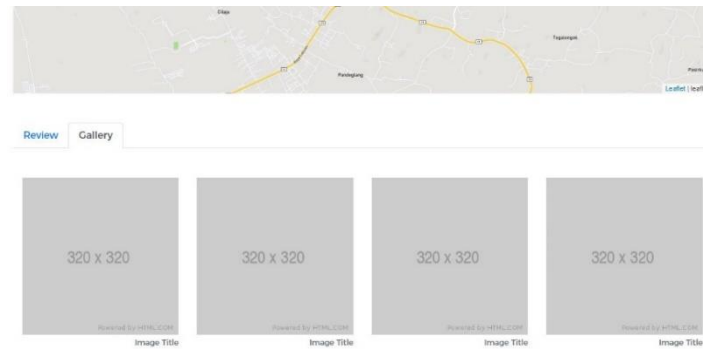 Pandeglang
Leaflet | leafl
Review Gallery
320 x 320 320 x 320 320 x 320 320 x 320
Powered by HTML.COM Powered by HTML.COM Powered by HTML.COM Powered by HTML.COM
Image Title Image Title Image Title Image Title